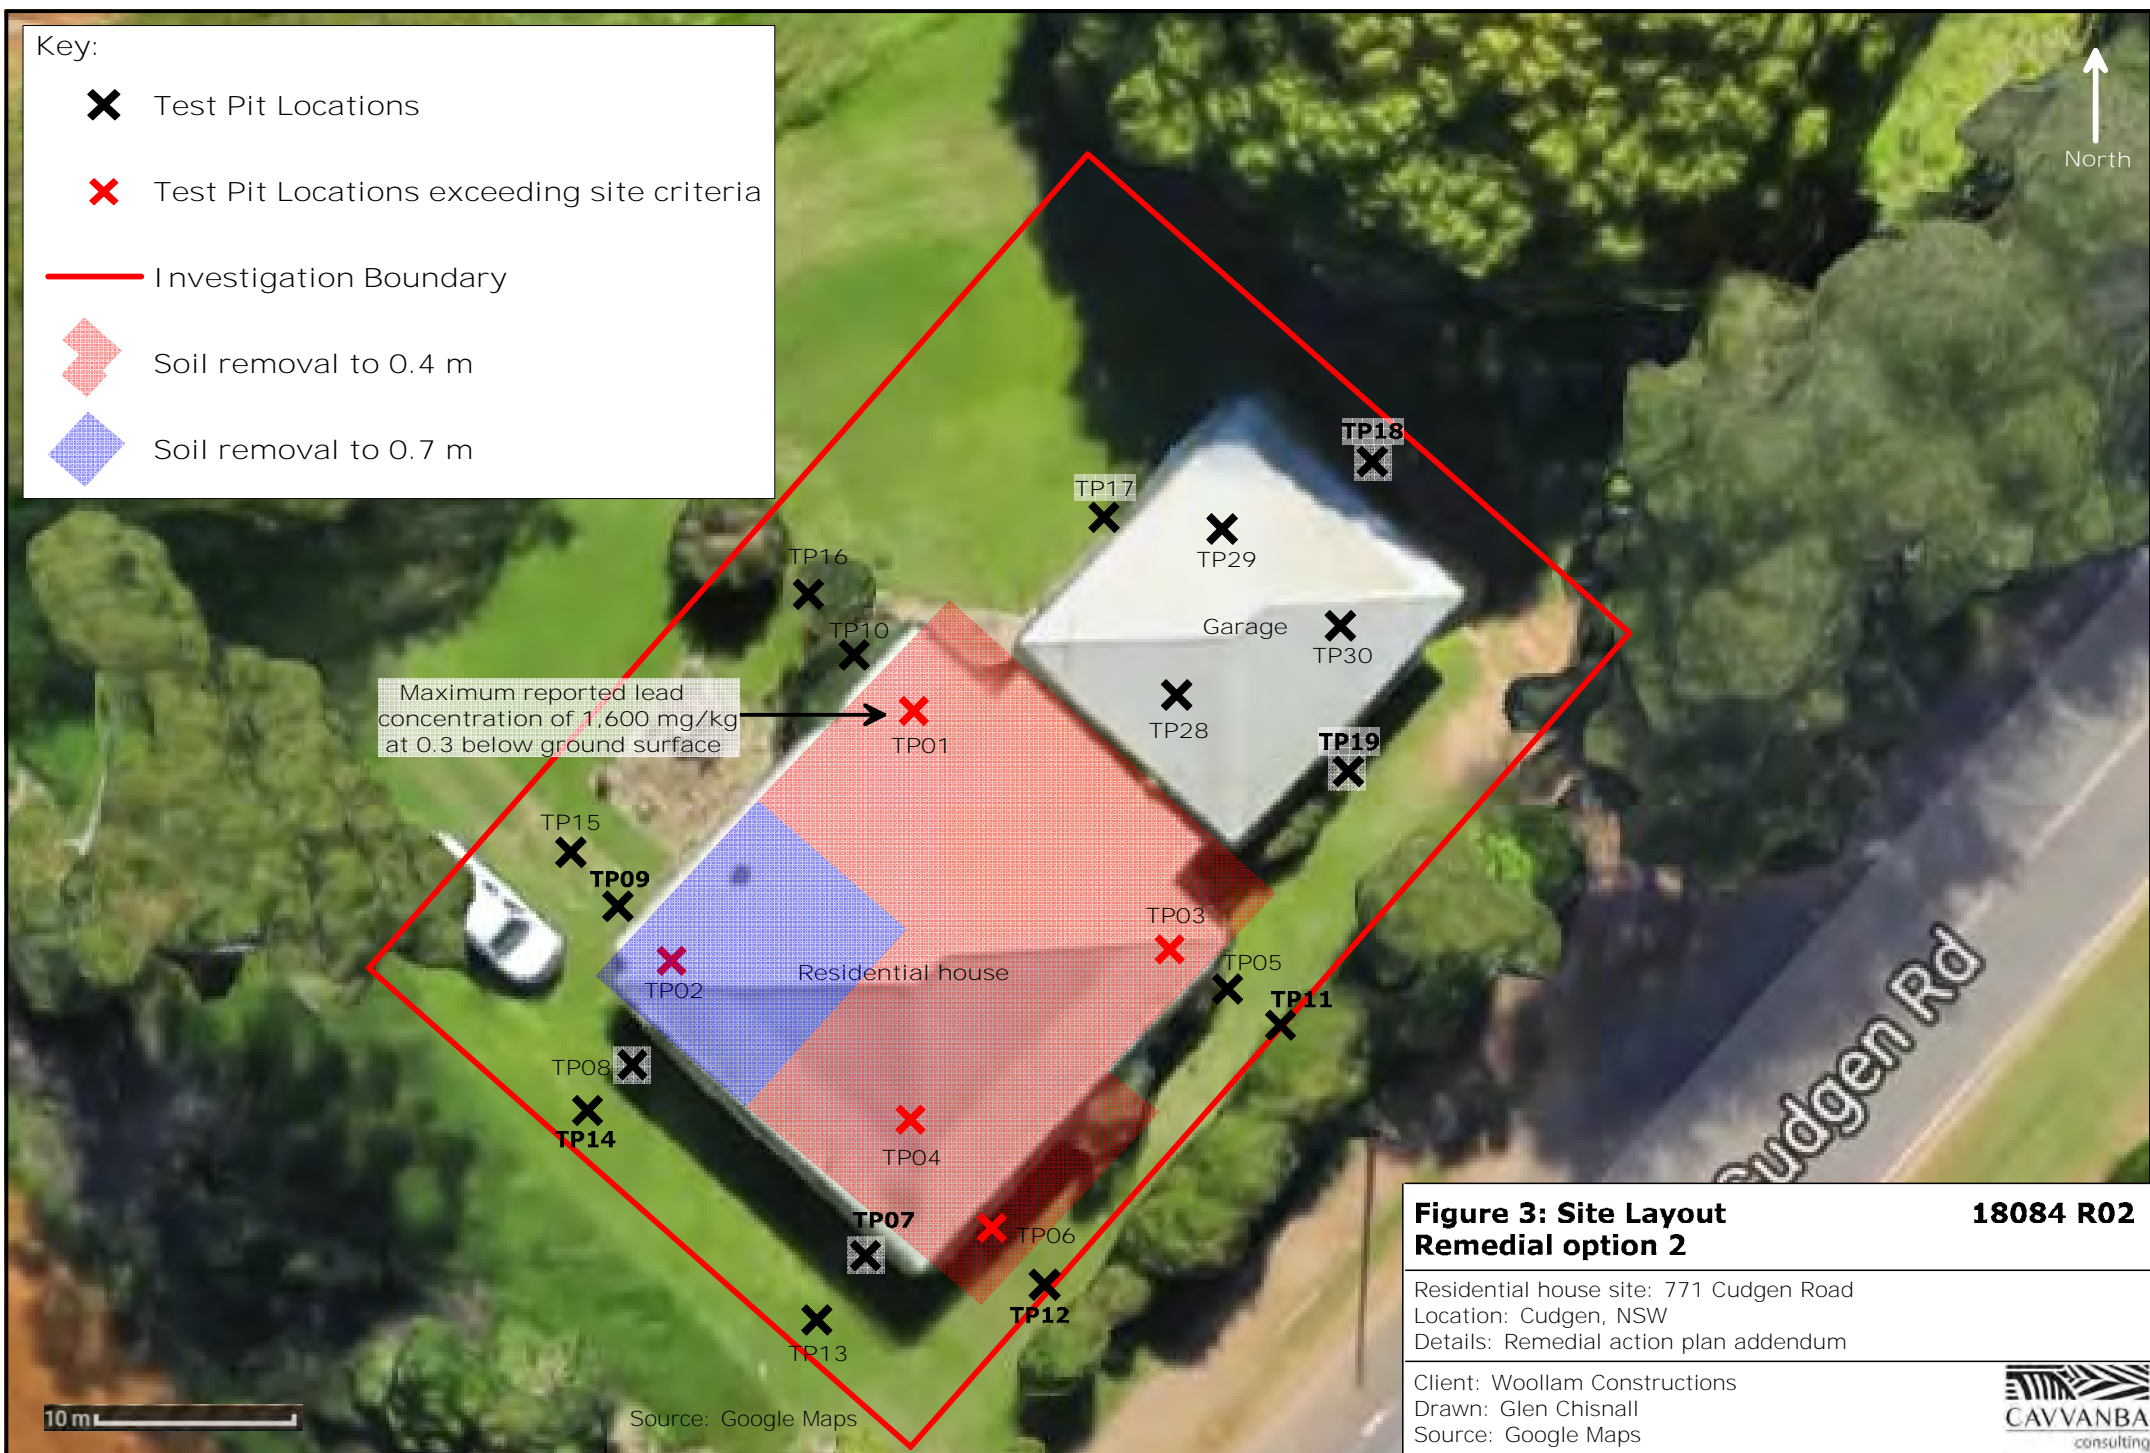 Key:
Test Pit Locations
Test Pit Locations exceeding site criteria
Investigation Boundary
Soil removal to 0.4 m
Soil removal to 0.7 m
North
TP18
TP17
TP29
TP16
TP10
Garage
TP30
Maximum reported lead
concentration of 1,600 mg/kg
at 0.3 below ground surface
TP01
TP28
TP19
TP15
TP09
TP03
TP02
Residential house
TP05
TP11
TP08
TP14
TP04
TP07
TP06
TP12
TP13
Cudgen Rd
10 m
Source: Google Maps
Figure 3: Site Layout
18084 R02
Remedial option 2
Residential house site: 771 Cudgen Road
Location: Cudgen, NSW
Details: Remedial action plan addendum
Client: Woollam Constructions
Drawn: Glen Chisnall
Source: Google Maps
CAVVANBA
consulting